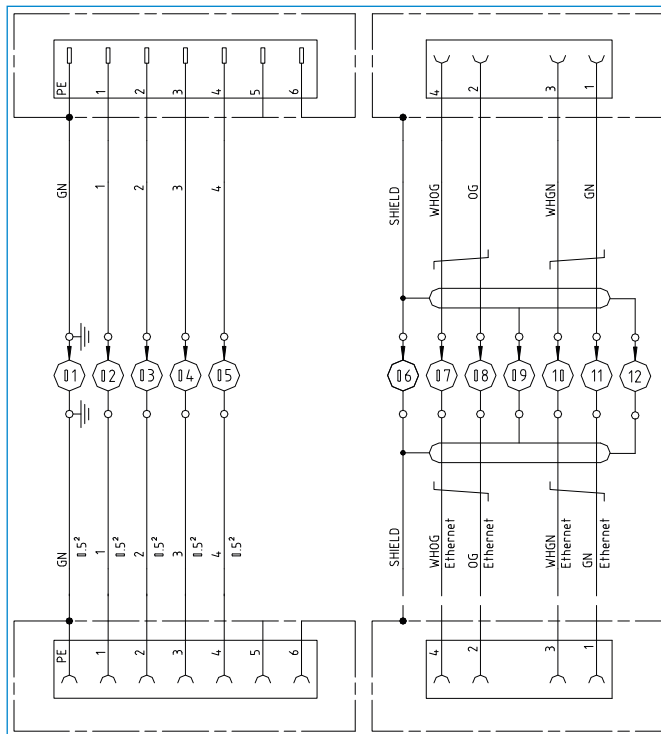 PE 1 2 3 4 5 6
4 2 3 1
GN 1 2 3 4
SHIELD WHOG OG WHGN GN
01 02 03 04 05
06 07 08 09 10 11 12
GN 1 2 3 4
0.5² 0.5² 0.5² 0.5² 0.5²
SHIELD WHOG OG WHGN GN
Ethernet Ethernet Ethernet Ethernet
PE 1 2 3 4 5 6
4 2 3 1